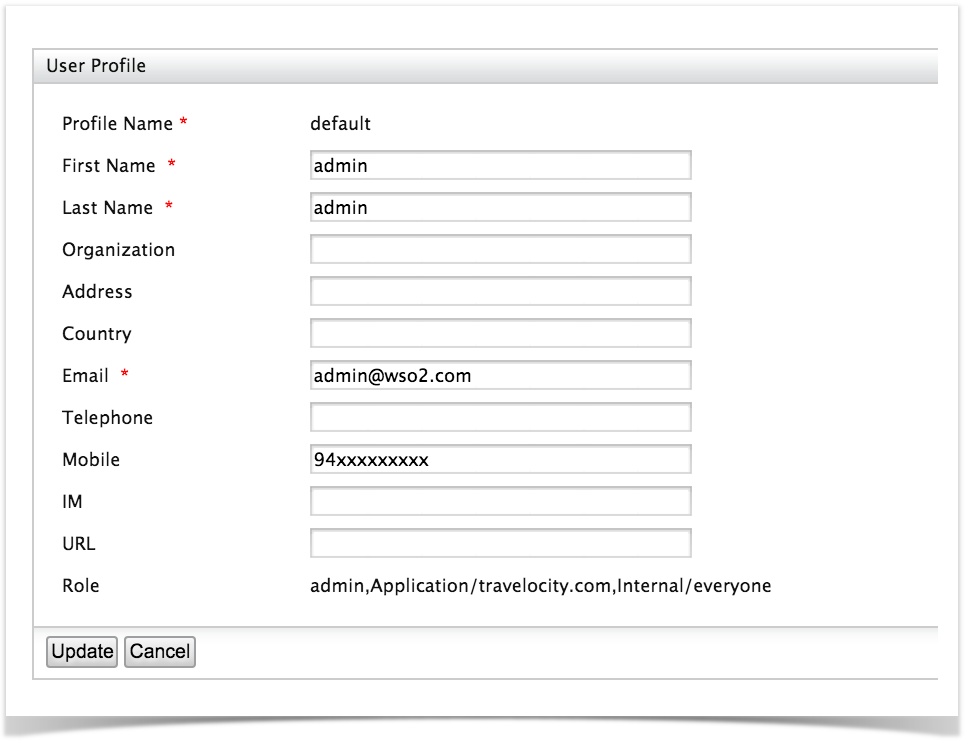 User Profile
Profile Name * default
First Name * admin
Last Name * admin
Organization
Address
Country
Email * admin@wso2.com
Telephone
Mobile 94xxxxxxxxx
IM
URL
Role admin,Application/travelocity.com,Internal/everyone
Update Cancel